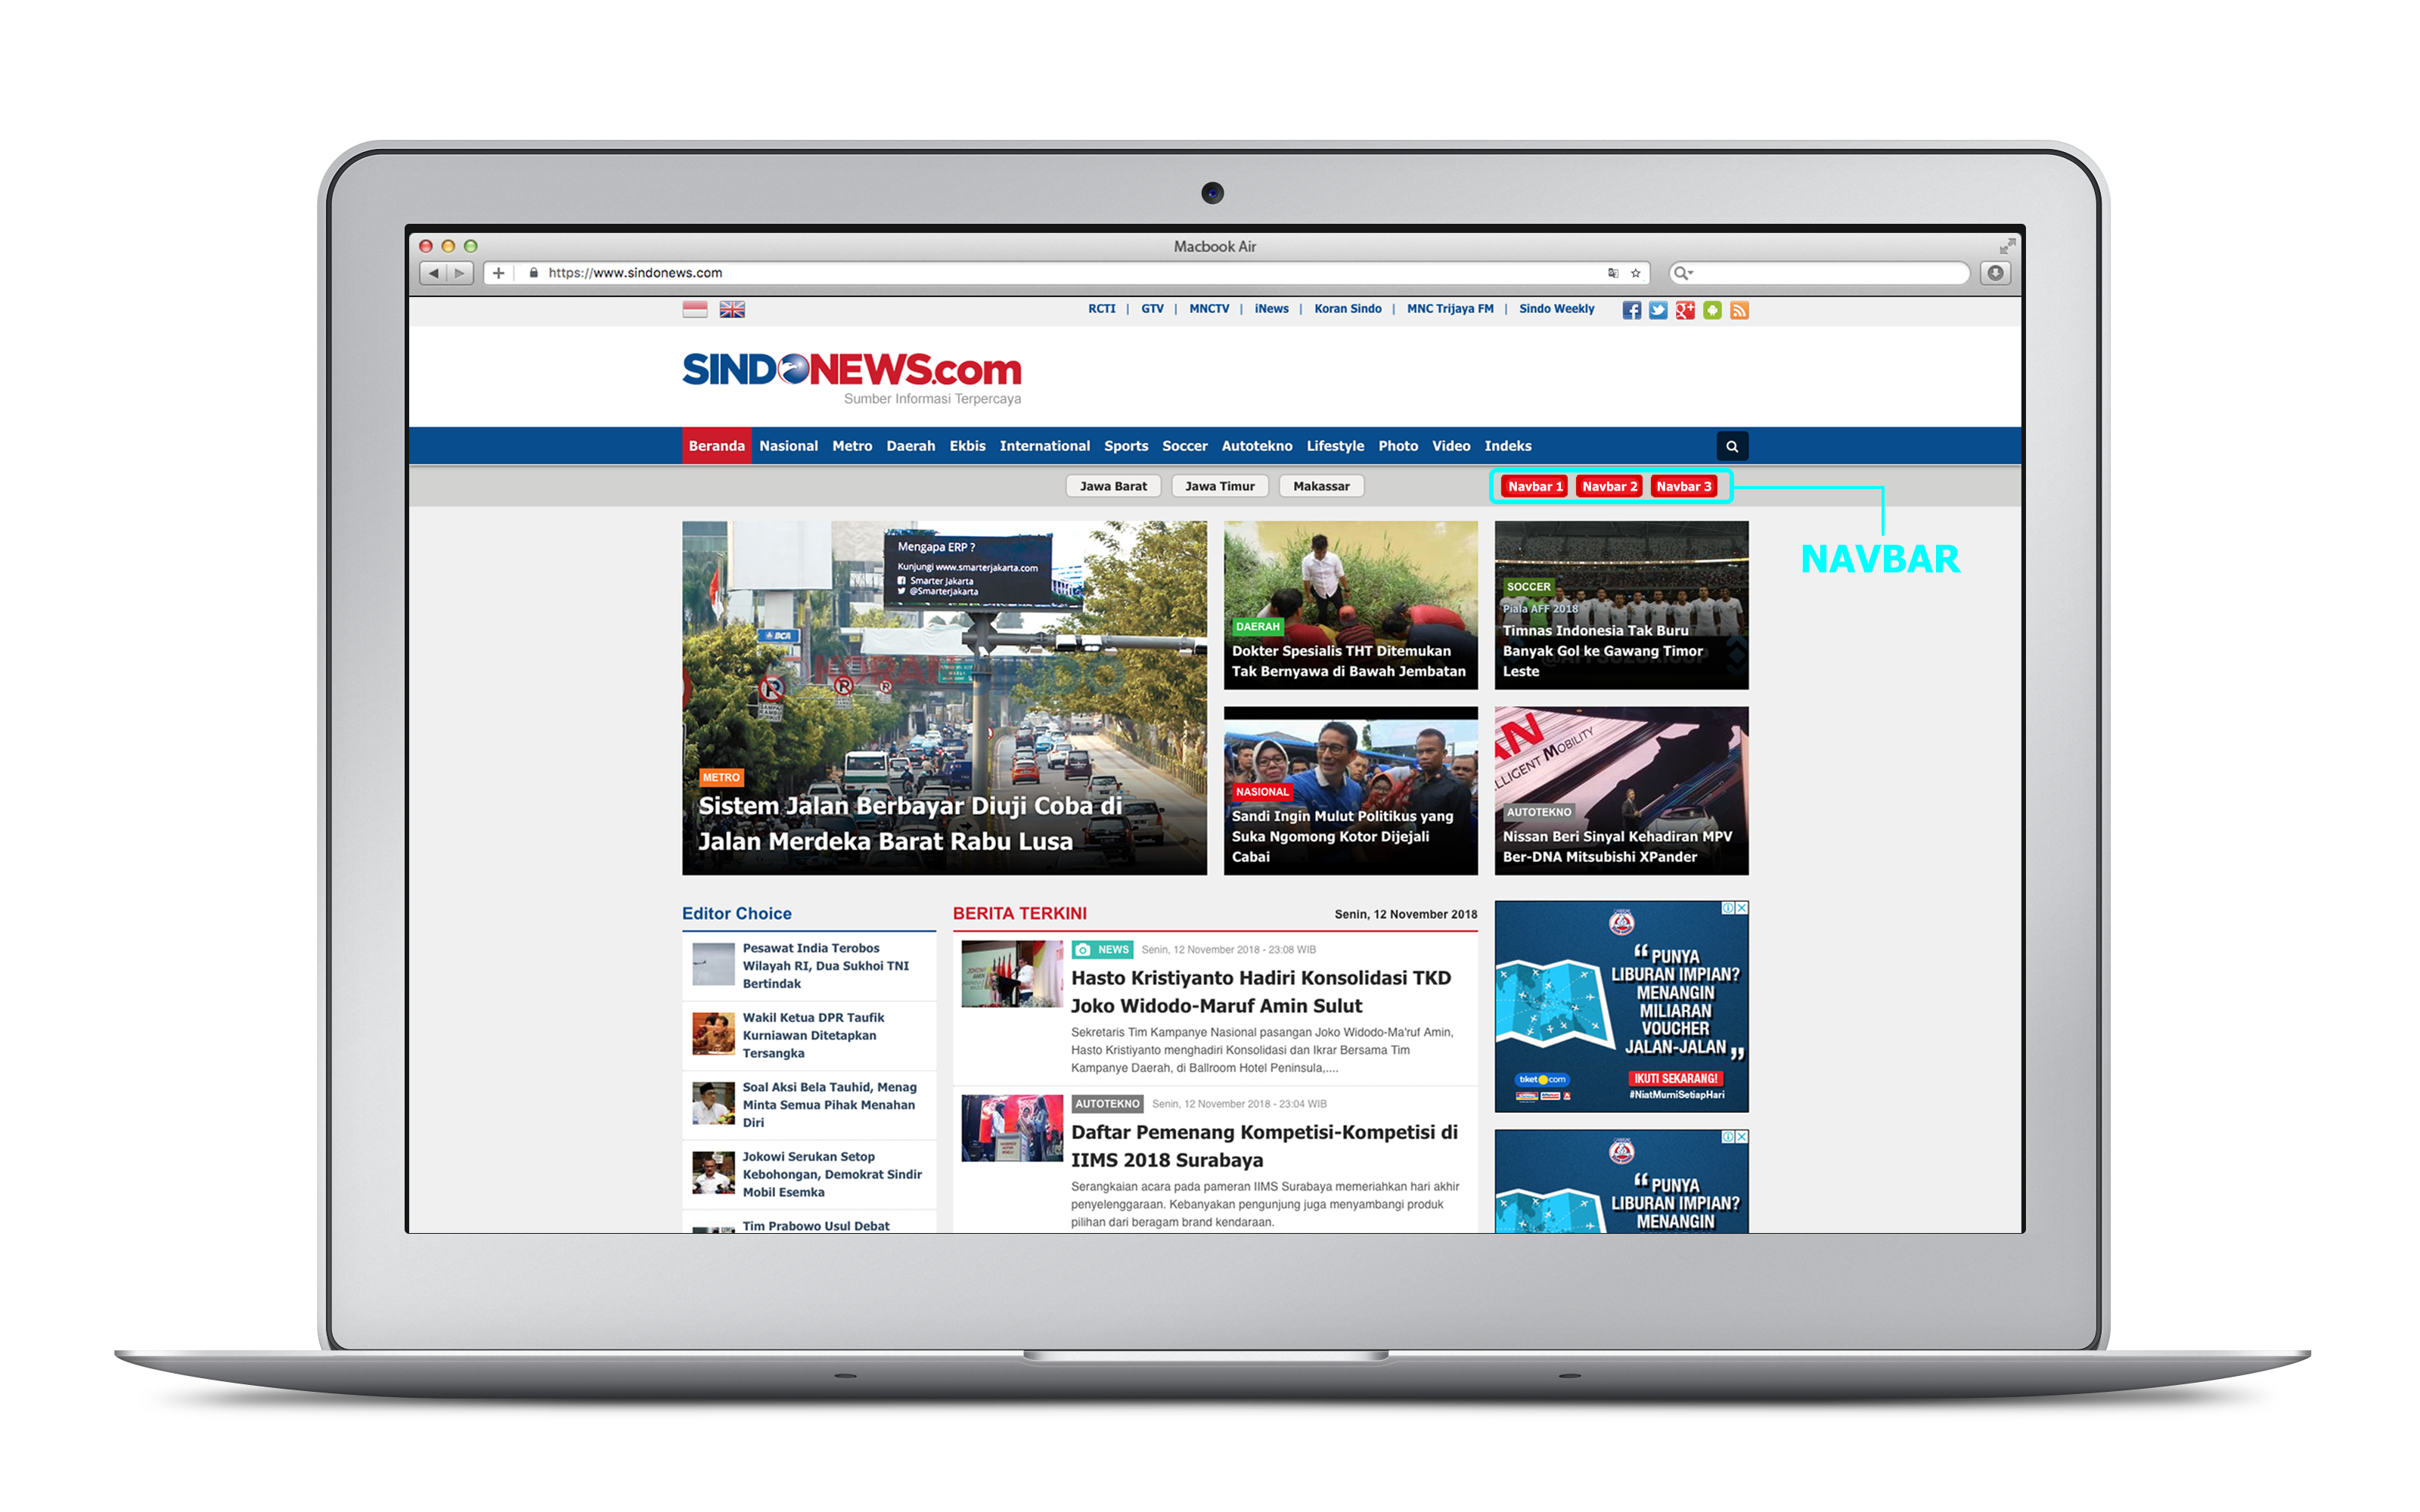 Macbook Air
https://www.sindonews.com
RCTI | GTV | MNCTV | iNews | Koran Sindo | MNC Trijaya FM | Sindo Weekly
SINDONEWS.com
Sumber Informasi Terpercaya
Beranda Nasional Metro Daerah Ekbis International Sports Soccer Autotekno Lifestyle Photo Video Indeks
Jawa Barat Jawa Timur Makassar Navbar 1 Navbar 2 Navbar 3
NAVBAR
Mengapa ERP ?
Kunjungi www.smarterjakarta.com
Smarter Jakarta
@Smarterjakarta
BCA
KORAN SINDO
METRO
Sistem Jalan Berbayar Diuji Coba di
Jalan Merdeka Barat Rabu Lusa
DAERAH
Dokter Spesialis THT Ditemukan
Tak Bernyawa di Bawah Jembatan
SOCCER
Piala AFF 2018
Timnas Indonesia Tak Buru
Banyak Gol ke Gawang Timor
Leste
NASIONAL
Sandi Ingin Mulut Politikus yang
Suka Ngomong Kotor Dijejali
Cabai
AN
LLIGENT MOBILITY
AUTOTEKNO
Nissan Beri Sinyal Kehadiran MPV
Ber-DNA Mitsubishi XPander
Editor Choice
Pesawat India Terobos
Wilayah RI, Dua Sukhoi TNI
Bertindak
Wakil Ketua DPR Taufik
Kurniawan Ditetapkan
Tersangka
Soal Aksi Bela Tauhid, Menag
Minta Semua Pihak Menahan
Diri
Jokowi Serukan Setop
Kebohongan, Demokrat Sindir
Mobil Esemka
Tim Prabowo Usul Debat
BERITA TERKINI
Senin, 12 November 2018
NEWS Senin, 12 November 2018 - 23:08 WIB
Hasto Kristiyanto Hadiri Konsolidasi TKD
Joko Widodo-Maruf Amin Sulut
Sekretaris Tim Kampanye Nasional pasangan Joko Widodo-Ma'ruf Amin,
Hasto Kristiyanto menghadiri Konsolidasi dan Ikrar Bersama Tim
Kampanye Daerah, di Ballroom Hotel Peninsula,....
AUTOTEKNO Senin, 12 November 2018 - 23:04 WIB
Daftar Pemenang Kompetisi-Kompetisi di
IIMS 2018 Surabaya
Serangkaian acara pada pameran IIMS Surabaya memeriahkan hari akhir
penyelenggaraan. Kebanyakan pengunjung juga menyambangi produk
pilihan dari beragam brand kendaraan.
“PUNYA
LIBURAN IMPIAN?
MENANGIN
MILIARAN
VOUCHER
JALAN-JALAN„
tiket.com
IKUTI SEKARANG!
#NiatMurniSetiapHari
“PUNYA
LIBURAN IMPIAN?
MENANGIN